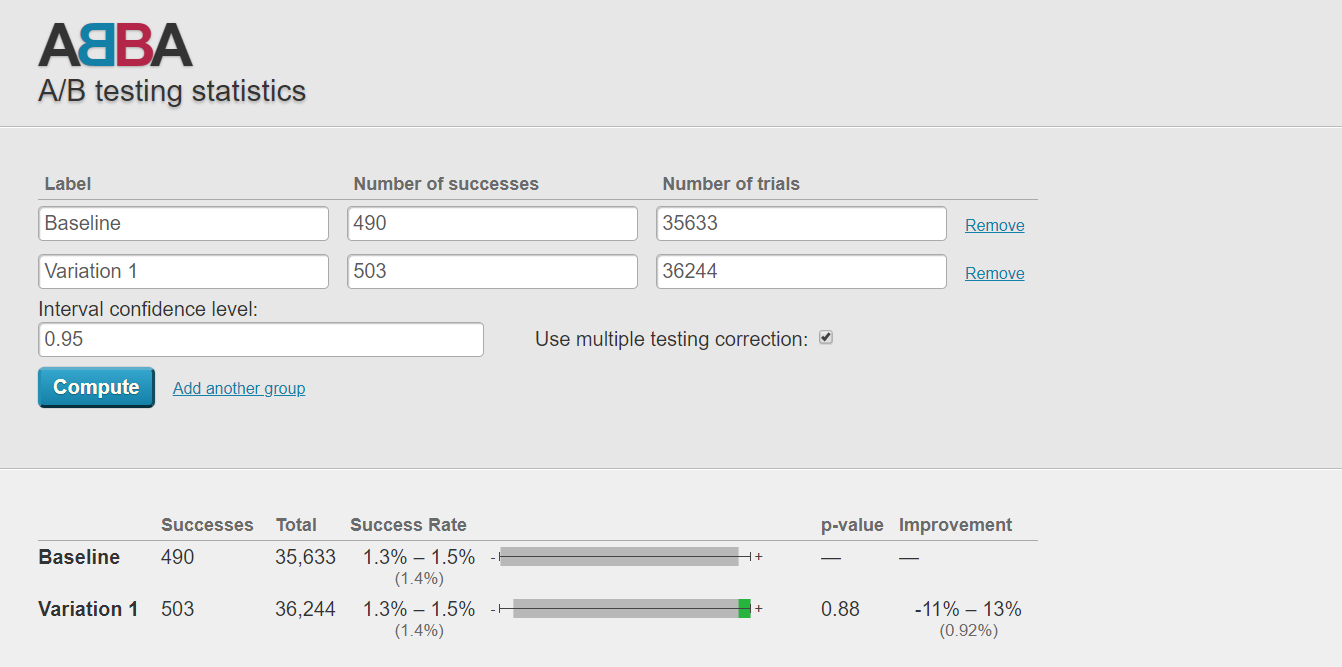 ABBA
A/B testing statistics
Label Number of successes Number of trials
Baseline 490 35633 Remove
Variation 1 503 36244 Remove
Interval confidence level:
0.95 Use multiple testing correction:
Compute Add another group
Successes Total Success Rate p-value Improvement
Baseline 490 35,633 1.3% – 1.5% - + — —
(1.4%)
Variation 1 503 36,244 1.3% – 1.5% - + 0.88 -11% – 13%
(1.4%) (0.92%)